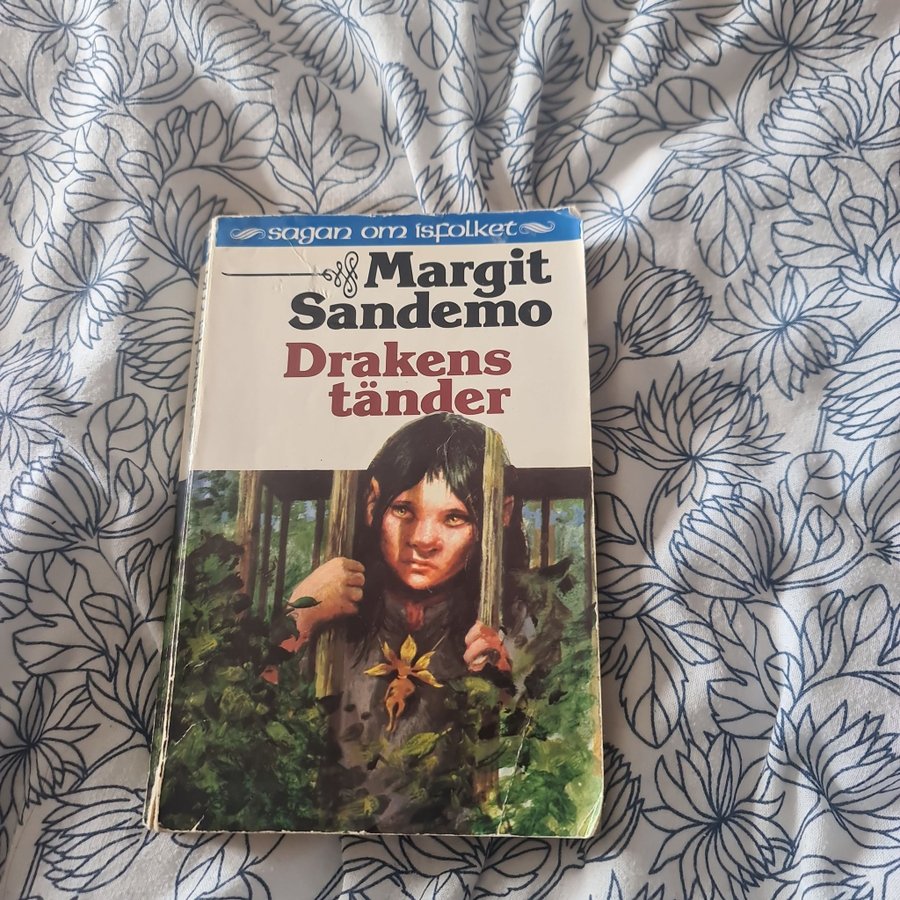 sagan om isfolket
Margit
Sandemo
Drakens
tänder